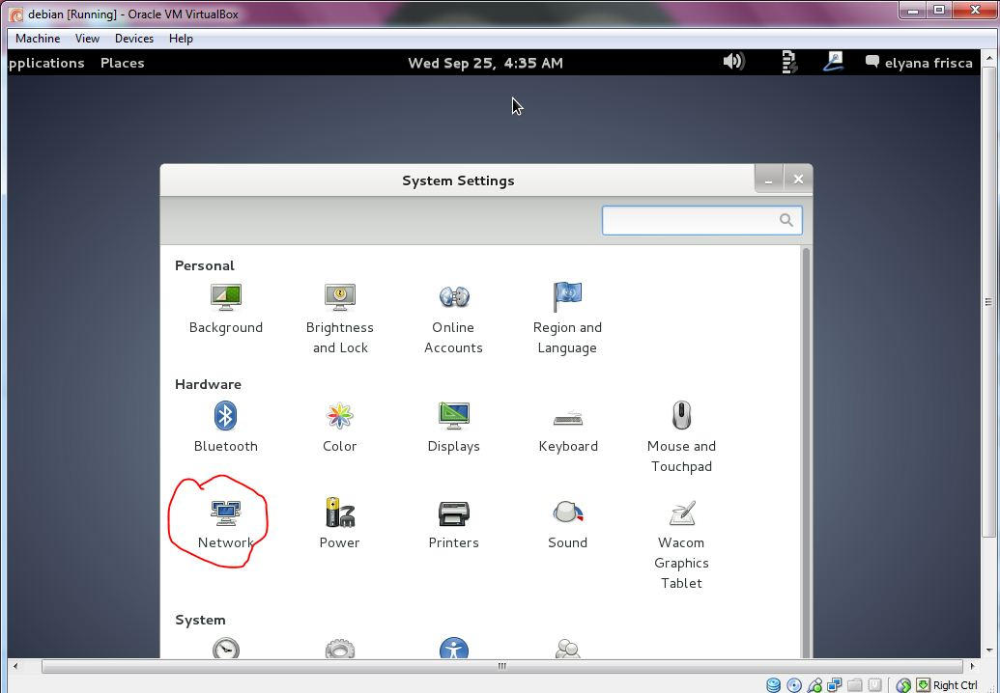 debian [Running] - Oracle VM VirtualBox
Machine View Devices Help
pplications Places Wed Sep 25, 4:35 AM elyana frisca
System Settings
Personal
Background
Brightness and Lock
Online Accounts
Region and Language
Hardware
Bluetooth
Color
Displays
Keyboard
Mouse and Touchpad
Network
Power
Printers
Sound
Wacom Graphics Tablet
System
Right Ctrl